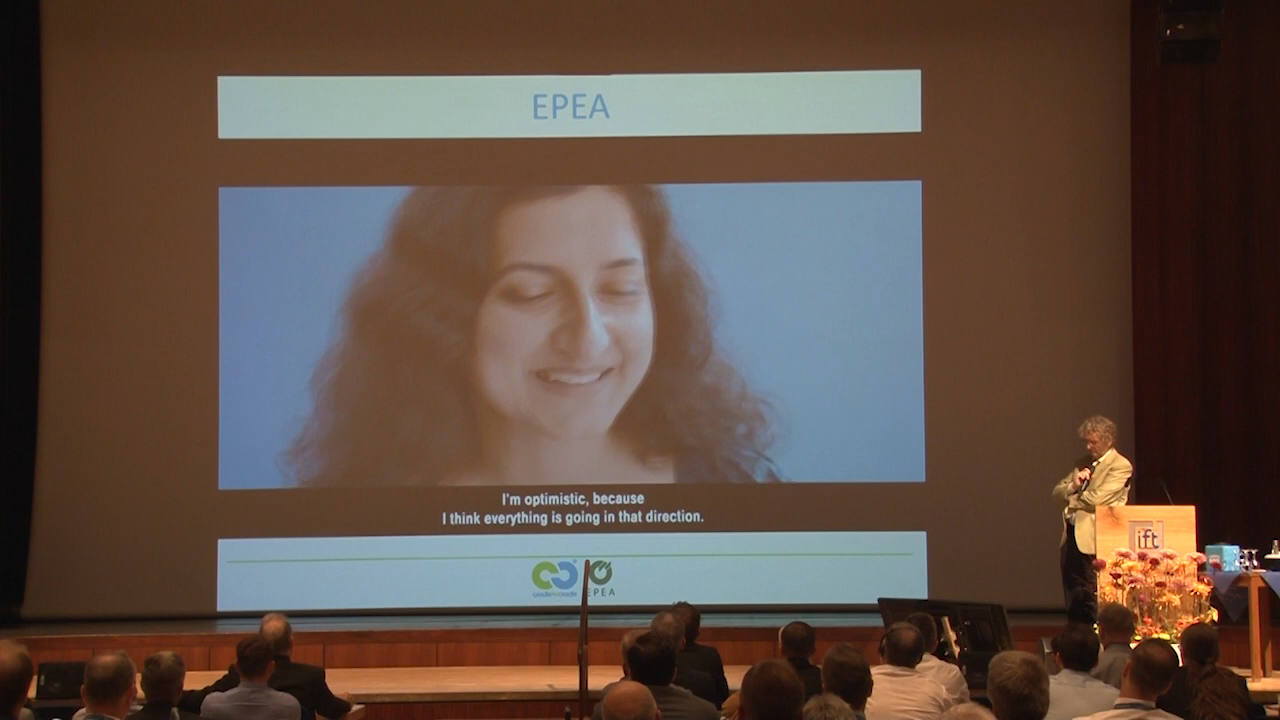 EPEA
I'm optimistic, because
I think everything is going in that direction.
ift
EPEA